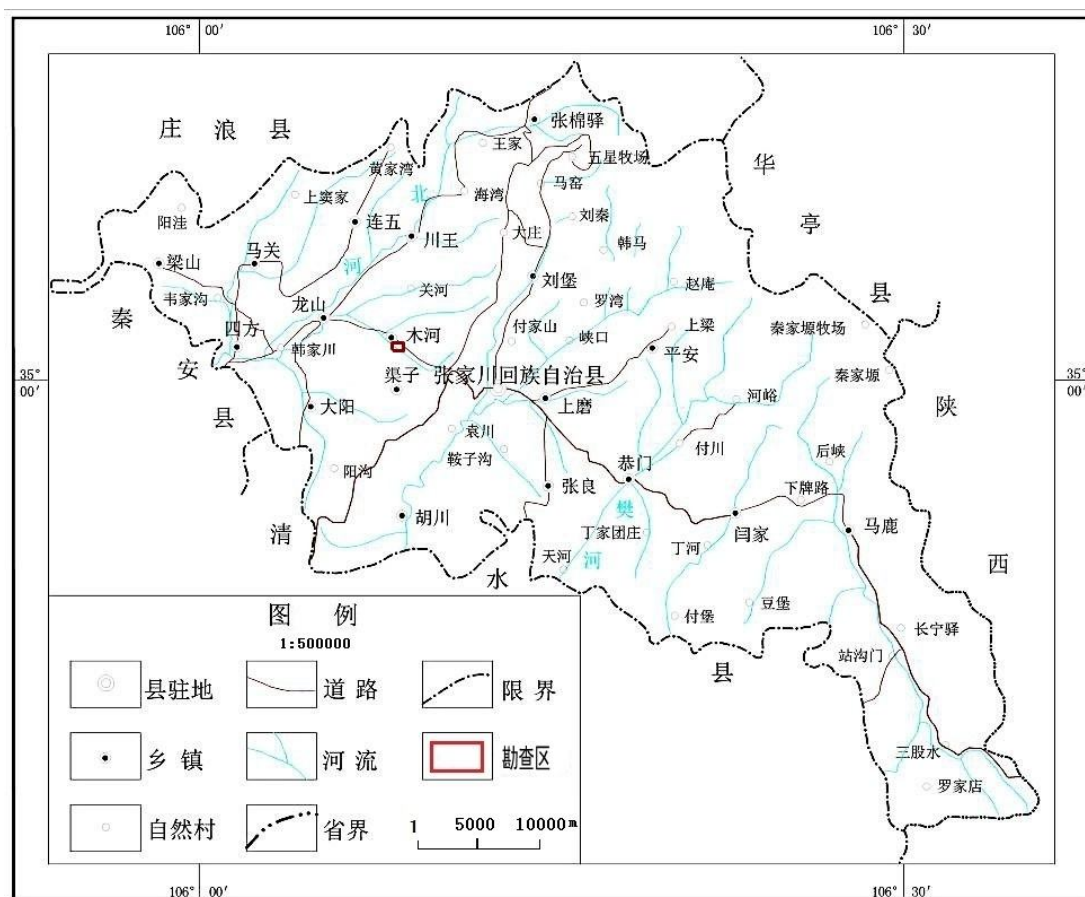 106° 00′
106° 30′
张棉驿
庄浪县
王家
五星牧场
黄家湾
华
马窑
上窦家
北
海湾
阳洼
刘秦
连五
大庄
亭
川王
韩马
马关
梁山
河
刘堡
赵庵
关河
韦家沟
县
罗湾
秦
龙山
付家山
上梁
秦家塬牧场
四方
木河
峡口
韩家川
平安
安
秦家塬
35° 00′
渠子
张家川回族自治县
35° 00′
大阳
上磨
河峪
陕
县
袁川
付川
鞍子沟
后峡
阳沟
恭门
张良
下牌路
胡川
樊
清
丁家团庄
闫家
马鹿
天河
河
丁河
西
水
豆堡
付堡
长宁驿
县
站沟门
三股水
罗家店
图 例
1:500000
县驻地
道路
限界
乡镇
河流
勘查区
自然村
省界
1 5000 10000m
106° 00′
106° 30′